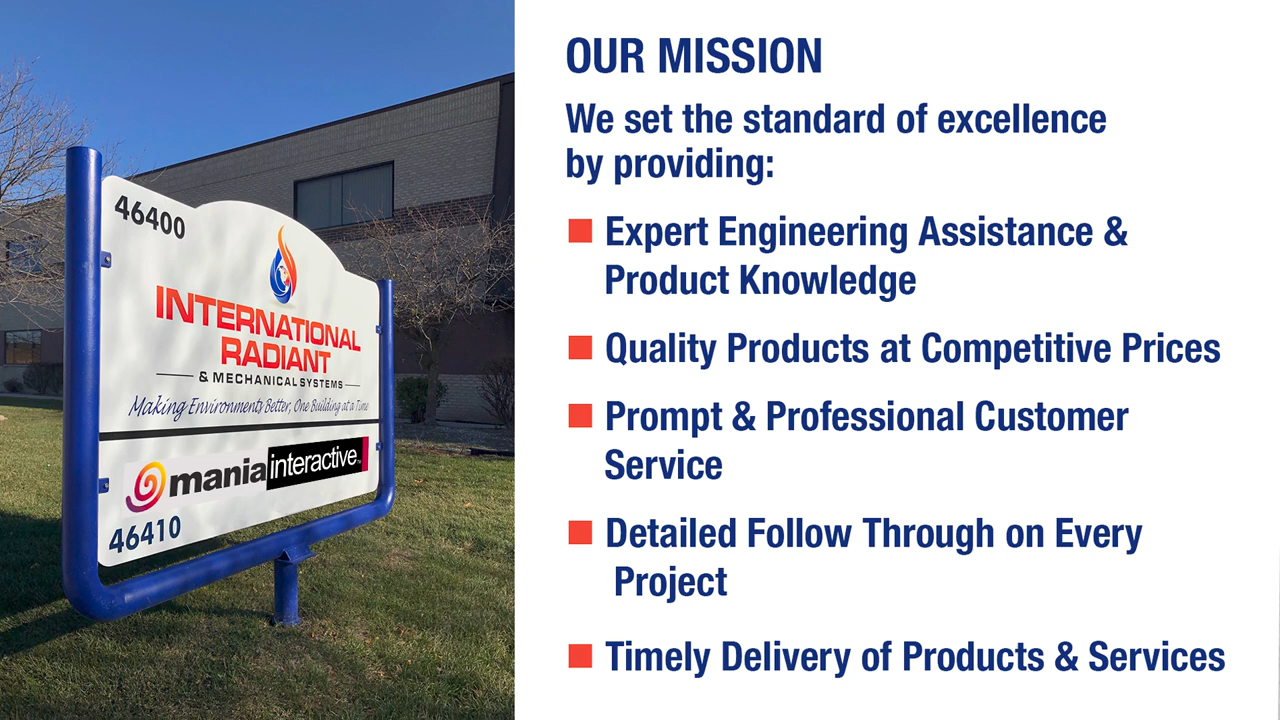 46400
INTERNATIONAL
RADIANT
& MECHANICAL SYSTEMS
Making Environments Better, One Building at a Time
mania interactive™
46410
OUR MISSION
We set the standard of excellence
by providing:
Expert Engineering Assistance &
Product Knowledge
Quality Products at Competitive Prices
Prompt & Professional Customer
Service
Detailed Follow Through on Every
Project
Timely Delivery of Products & Services